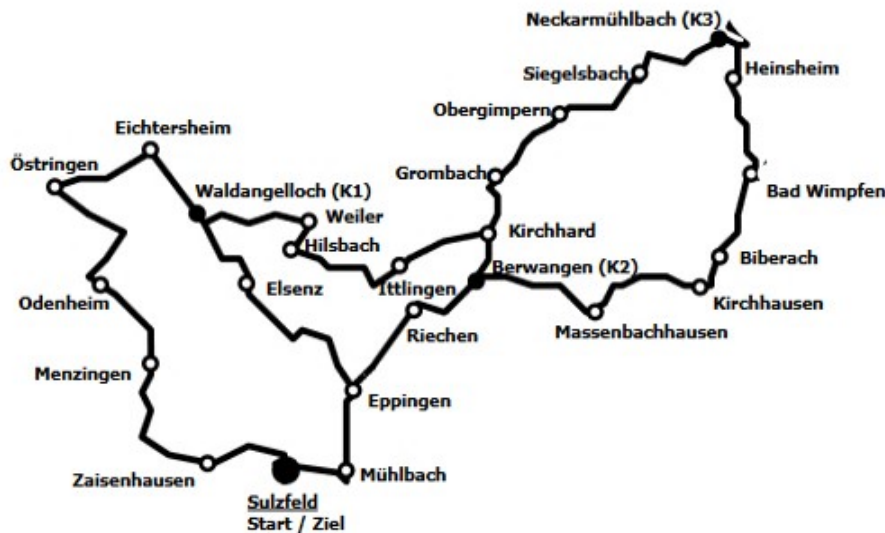 Neckarmühlbach (K3)
Siegelsbach
Heinsheim
Obergimpern
Eichtersheim
Östringen
Grombach
Waldangelloch (K1)
Bad Wimpfen
Weiler
Kirchhard
Hilsbach
Biberach
Berwangen (K2)
Elsenz
Ittlingen
Kirchhausen
Odenheim
Riechen
Massenbachhausen
Menzingen
Eppingen
Zaisenhausen
Mühlbach
Sulzfeld
Start / Ziel